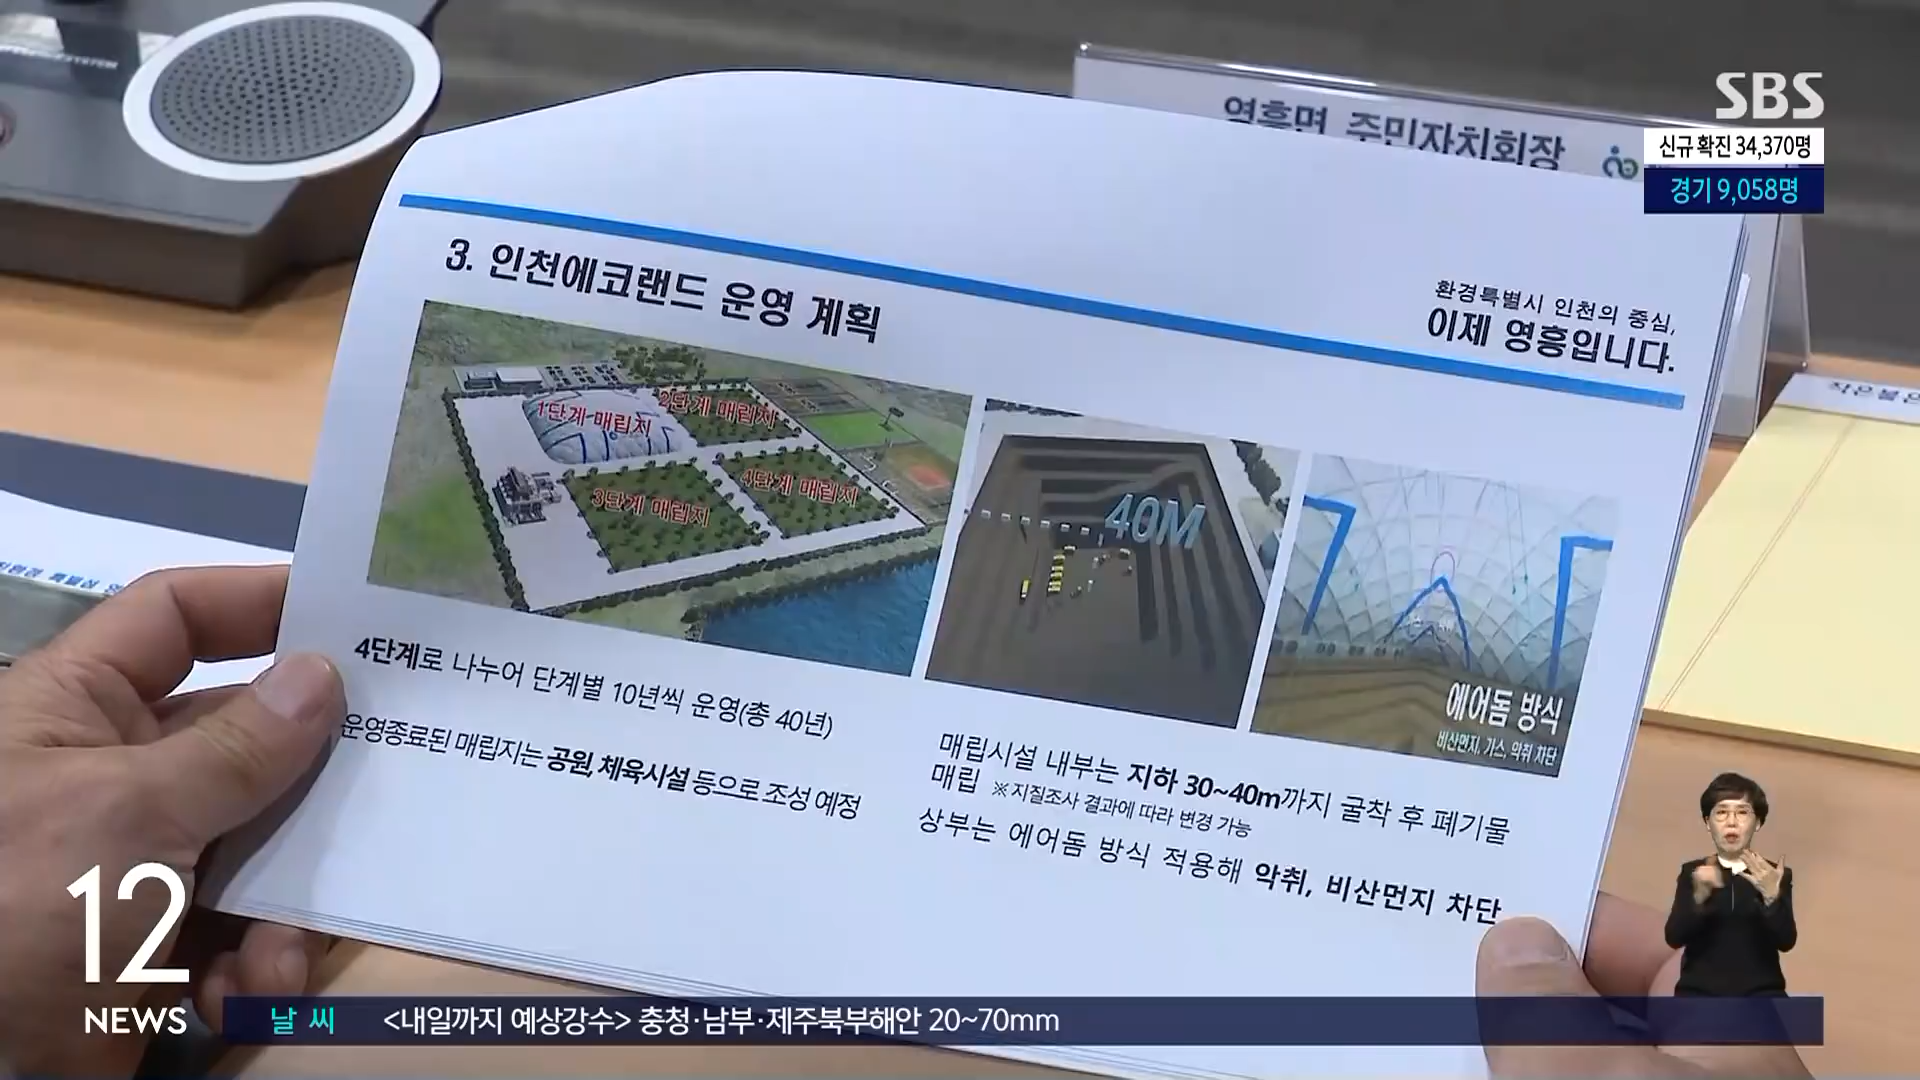 SBS
신규 확진 34,370명
경기 9,058명
영흥면 주민자치회장
3. 인천에코랜드 운영 계획
환경특별시 인천의 중심,
이제 영흥입니다.
1단계 매립지
2단계 매립지
3단계 매립지
4단계 매립지
40M
에어돔 방식
비산먼지, 가스, 악취 차단
4단계로 나누어 단계별 10년씩 운영(총 40년)
운영종료된 매립지는 공원, 체육시설 등으로 조성 예정
매립시설 내부는 지하 30~40m까지 굴착 후 폐기물
매립 ※ 지질조사 결과에 따라 변경 가능
상부는 에어돔 방식 적용해 악취, 비산먼지 차단
12
NEWS
날 씨 <내일까지 예상강수> 충청·남부·제주북부해안 20~70mm